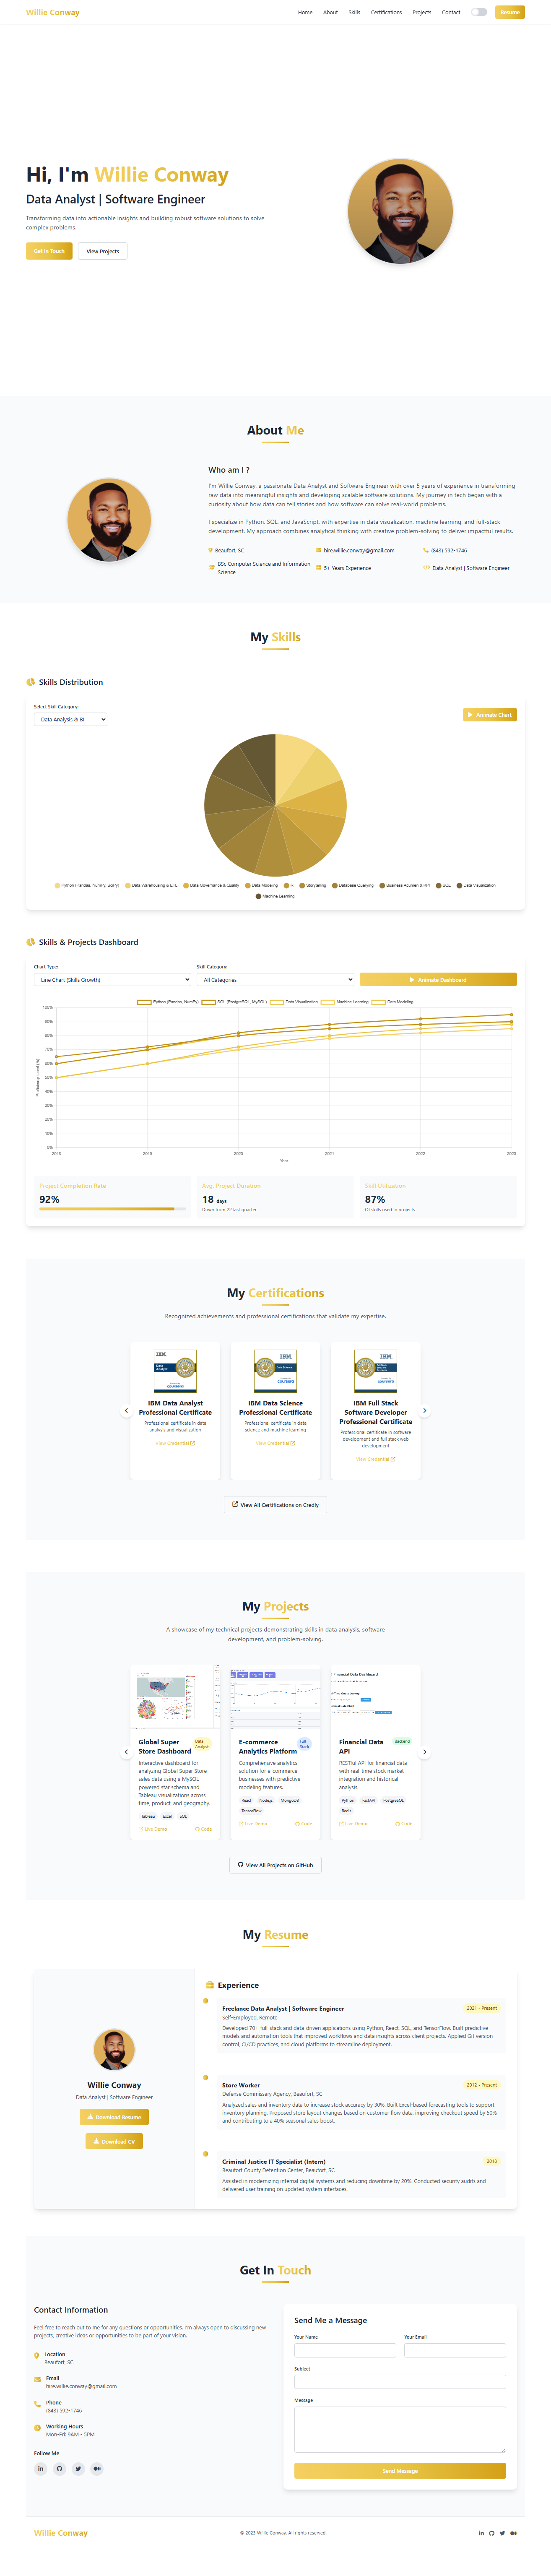 Willie Conway
Home About Skills Certifications Projects Contact Resume
Hi, I'm Willie Conway
Data Analyst | Software Engineer
Transforming data into actionable insights and building robust software solutions to solve
complex problems.
Get In Touch View Projects
About Me
Who am I ?
I'm Willie Conway, a passionate Data Analyst and Software Engineer with over 5 years of experience in transforming
raw data into meaningful insights and developing scalable software solutions. My journey in tech began with a
curiosity about how data can tell stories and how software can solve real-world problems.
I specialize in Python, SQL, and JavaScript, with expertise in data visualization, machine learning, and full-stack
development. My approach combines analytical thinking with creative problem-solving to deliver impactful results.
Beaufort, SC hire.willie.conway@gmail.com (843) 592-1746
BSc Computer Science and Information
Science
5+ Years Experience Data Analyst | Software Engineer
My Skills
Skills Distribution
Select Skill Category:
Data Analysis & BI
Animate Chart
Python (Pandas, NumPy, SciPy) Data Warehousing & ETL Data Governance & Quality Data Modeling R Storytelling Database Querying Business Acumen & KPI SQL Data Visualization
Machine Learning
Skills & Projects Dashboard
Chart Type: Skill Category:
Line Chart (Skills Growth) All Categories Animate Dashboard
Python (Pandas, NumPy) SQL (PostgreSQL, MySQL) Data Visualization Machine Learning Data Modeling
100%
90%
80%
70%
60%
50%
40%
30%
20%
10%
0%
Proficiency Level (%)
2018 2019 2020 2021 2022 2023
Year
Project Completion Rate
92%
Avg. Project Duration
18 days
Down from 22 last quarter
Skill Utilization
87%
Of skills used in projects
My Certifications
Recognized achievements and professional certifications that validate my expertise.
IBM
Data
Analyst
coursera
IBM Data Analyst
Professional Certificate
Professional certificate in data
analysis and visualization
View Credential
IBM
Data Science
coursera
IBM Data Science
Professional Certificate
Professional certificate in data
science and machine learning
View Credential
IBM
coursera
IBM Full Stack
Software Developer
Professional Certificate
Professional certificate in software
development and full stack web
development
View Credential
View All Certifications on Credly
My Projects
A showcase of my technical projects demonstrating skills in data analysis, software
development, and problem-solving.
Global Super
Store Dashboard
Data
Analysis
Interactive dashboard for
analyzing Global Super Store
sales data using a MySQL-
powered star schema and
Tableau visualizations across
time, product, and geography.
Tableau Excel SQL
Live Demo Code
E-commerce
Analytics Platform
Full
Stack
Comprehensive analytics
solution for e-commerce
businesses with predictive
modeling features.
React Node.js MongoDB
TensorFlow
Live Demo Code
Financial Data Dashboard
Financial Data
API
Backend
RESTful API for financial data
with real-time stock market
integration and historical
analysis.
Python FastAPI PostgreSQL
Redis
Live Demo Code
View All Projects on GitHub
My Resume
Willie Conway
Data Analyst | Software Engineer
Download Resume
Download CV
Experience
Freelance Data Analyst | Software Engineer 2021 - Present
Self-Employed, Remote
Developed 70+ full-stack and data-driven applications using Python, React, SQL, and TensorFlow. Built predictive
models and automation tools that improved workflows and data insights across client projects. Applied Git version
control, CI/CD practices, and cloud platforms to streamline deployment.
Store Worker 2012 - Present
Defense Commissary Agency, Beaufort, SC
Analyzed sales and inventory data to increase stock accuracy by 30%. Built Excel-based forecasting tools to support
inventory planning. Proposed store layout changes based on customer flow data, improving checkout speed by 50%
and contributing to a 40% seasonal sales boost.
Criminal Justice IT Specialist (Intern) 2018
Beaufort County Detention Center, Beaufort, SC
Assisted in modernizing internal digital systems and reducing downtime by 20%. Conducted security audits and
delivered user training on updated system interfaces.
Get In Touch
Contact Information
Feel free to reach out to me for any questions or opportunities. I'm always open to discussing new
projects, creative ideas or opportunities to be part of your vision.
Location
Beaufort, SC
Email
hire.willie.conway@gmail.com
Phone
(843) 592-1746
Working Hours
Mon-Fri: 9AM - 5PM
Follow Me
Send Me a Message
Your Name Your Email
Subject
Message
Send Message
Willie Conway
© 2023 Willie Conway. All rights reserved.